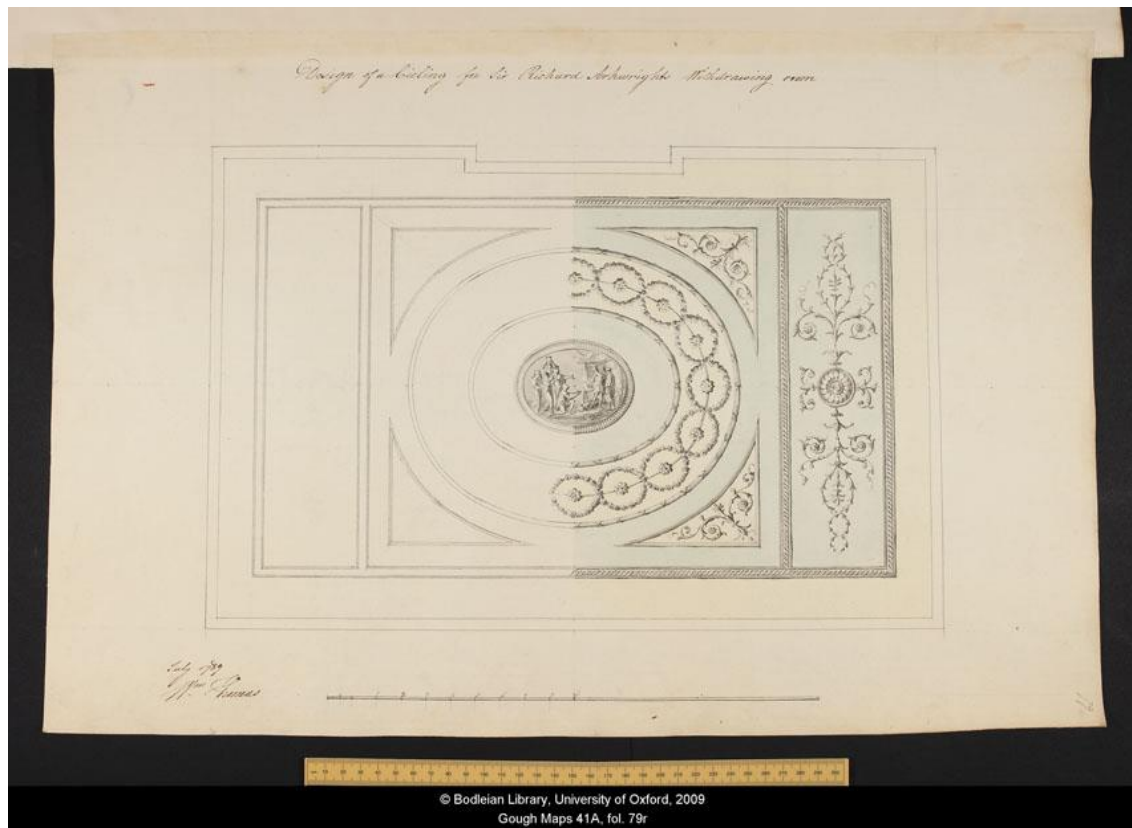 Design of a Cieling for Sir Richard Arkwrights Withdrawing room
July 1789
Wm Thomas
© Bodleian Library, University of Oxford, 2009
Gough Maps 41A, fol. 79r